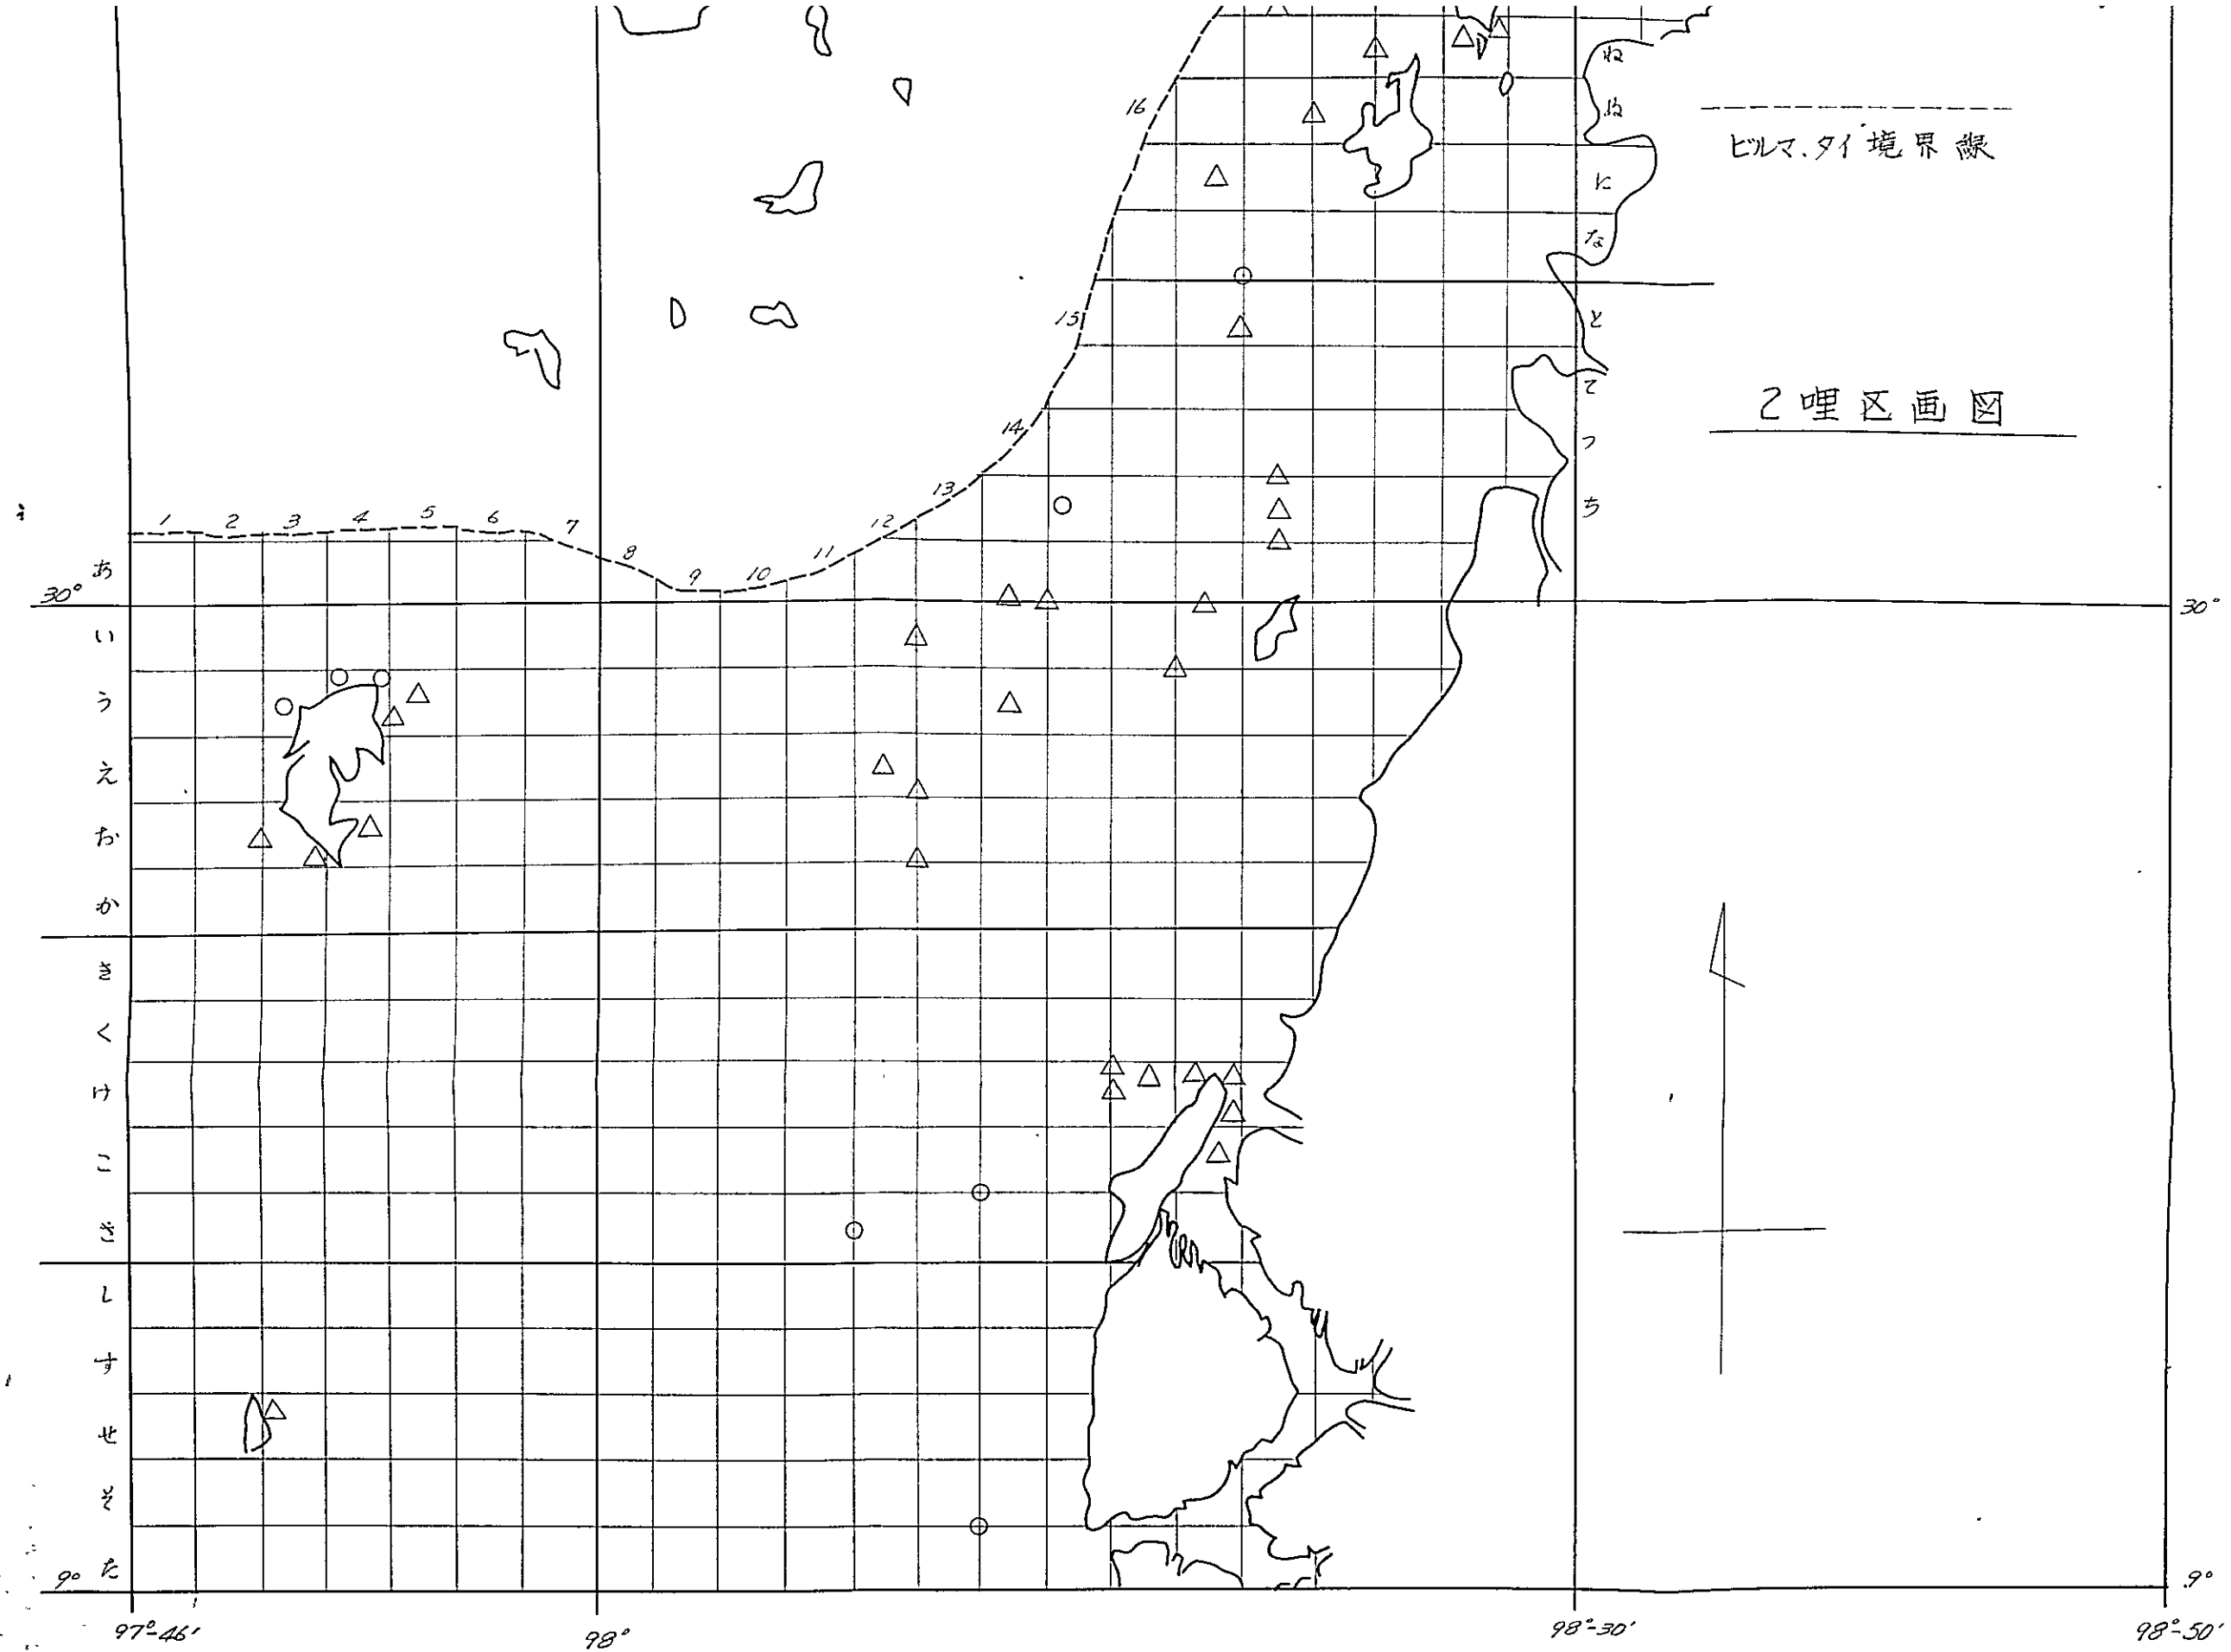 ね
ぬ
に
な
と
て
つ
ち
ビルマ、タイ境界線
2哩区画図
1 2 3 4 5 6 7 8 9 10 11 12 13 14 15 16
あ
30° 30°
い
う
え
お
か
き
く
け
こ
さ
し
す
せ
そ
た
9° 9°
97°-46' 98° 98°-30' 98°-50'